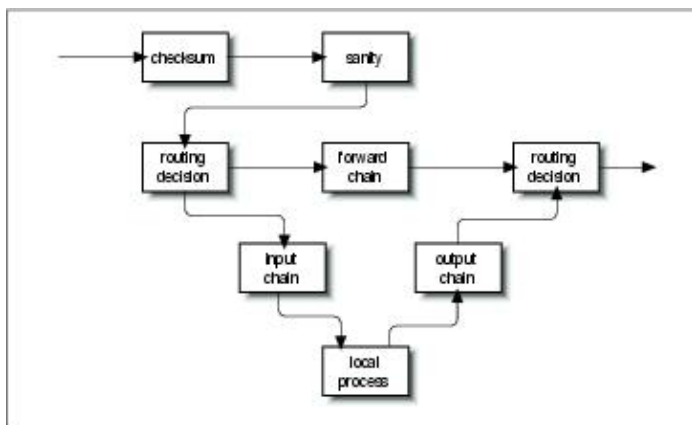 checksum
sanity
routing
decision
forward
chain
routing
decision
input
chain
output
chain
local
process